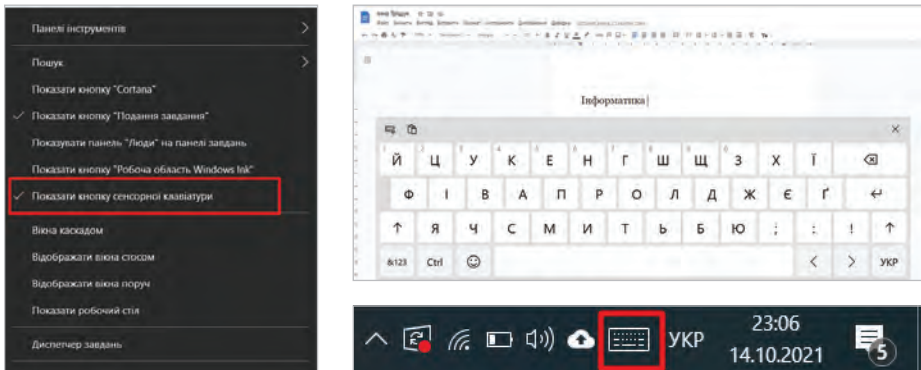 Панелі інструментів
Пошук
Показати кнопку "Cortana"
Показати кнопку "Подання завдання"
Показувати панель "Люди" на панелі завдань
Показати кнопку "Робоча область Windows Ink"
Показати кнопку сенсорної клавіатури
Вікна каскадом
Відображати вікна стосом
Відображати вікна поруч
Показати робочий стіл
Диспетчер завдань
Інформатика
Й Ц У К Е Н Г Ш Щ З Х Ї
Ф І В А П Р О Л Д Ж Є Ґ
Я Ч С М И Т Ь Б Ю ; : !
&123 Ctrl УКР
УКР
23:06
14.10.2021
5